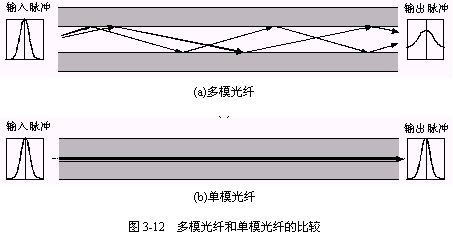 输入脉冲
输出脉冲
(a)多模光纤
输入脉冲
输出脉冲
(b)单模光纤
图 3-12 多模光纤和单模光纤的比较